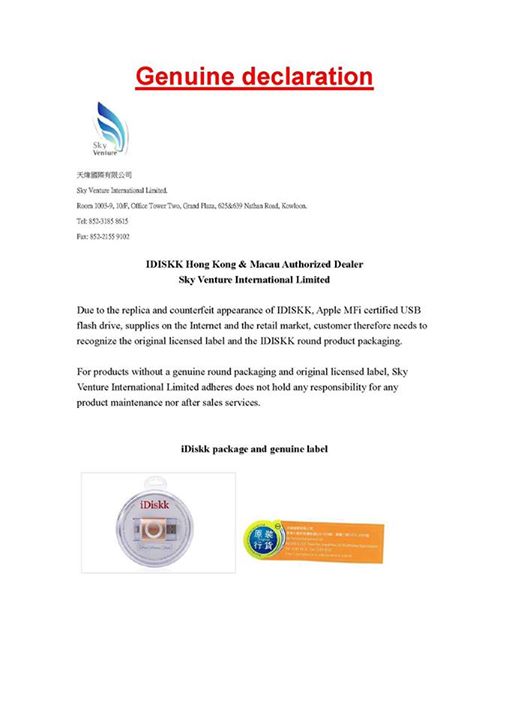 Genuine declaration
Sky
Venture
天煒國際有限公司
Sky Venture International Limited.
Room 1003-9, 10/F, Office Tower Two, Grand Plaza, 625&639 Nathan Road, Kowloon.
Tel: 852-3185 8615
Fax: 852-2155 9102
IDISKK Hong Kong & Macau Authorized Dealer
Sky Venture International Limited
Due to the replica and counterfeit appearance of IDISKK, Apple MFi certified USB
flash drive, supplies on the Internet and the retail market, customer therefore needs to
recognize the original licensed label and the IDISKK round product packaging.
For products without a genuine round packaging and original licensed label, Sky
Venture International Limited adheres does not hold any responsibility for any
product maintenance nor after sales services.
iDiskk package and genuine label
iDiskk
原裝
行貨